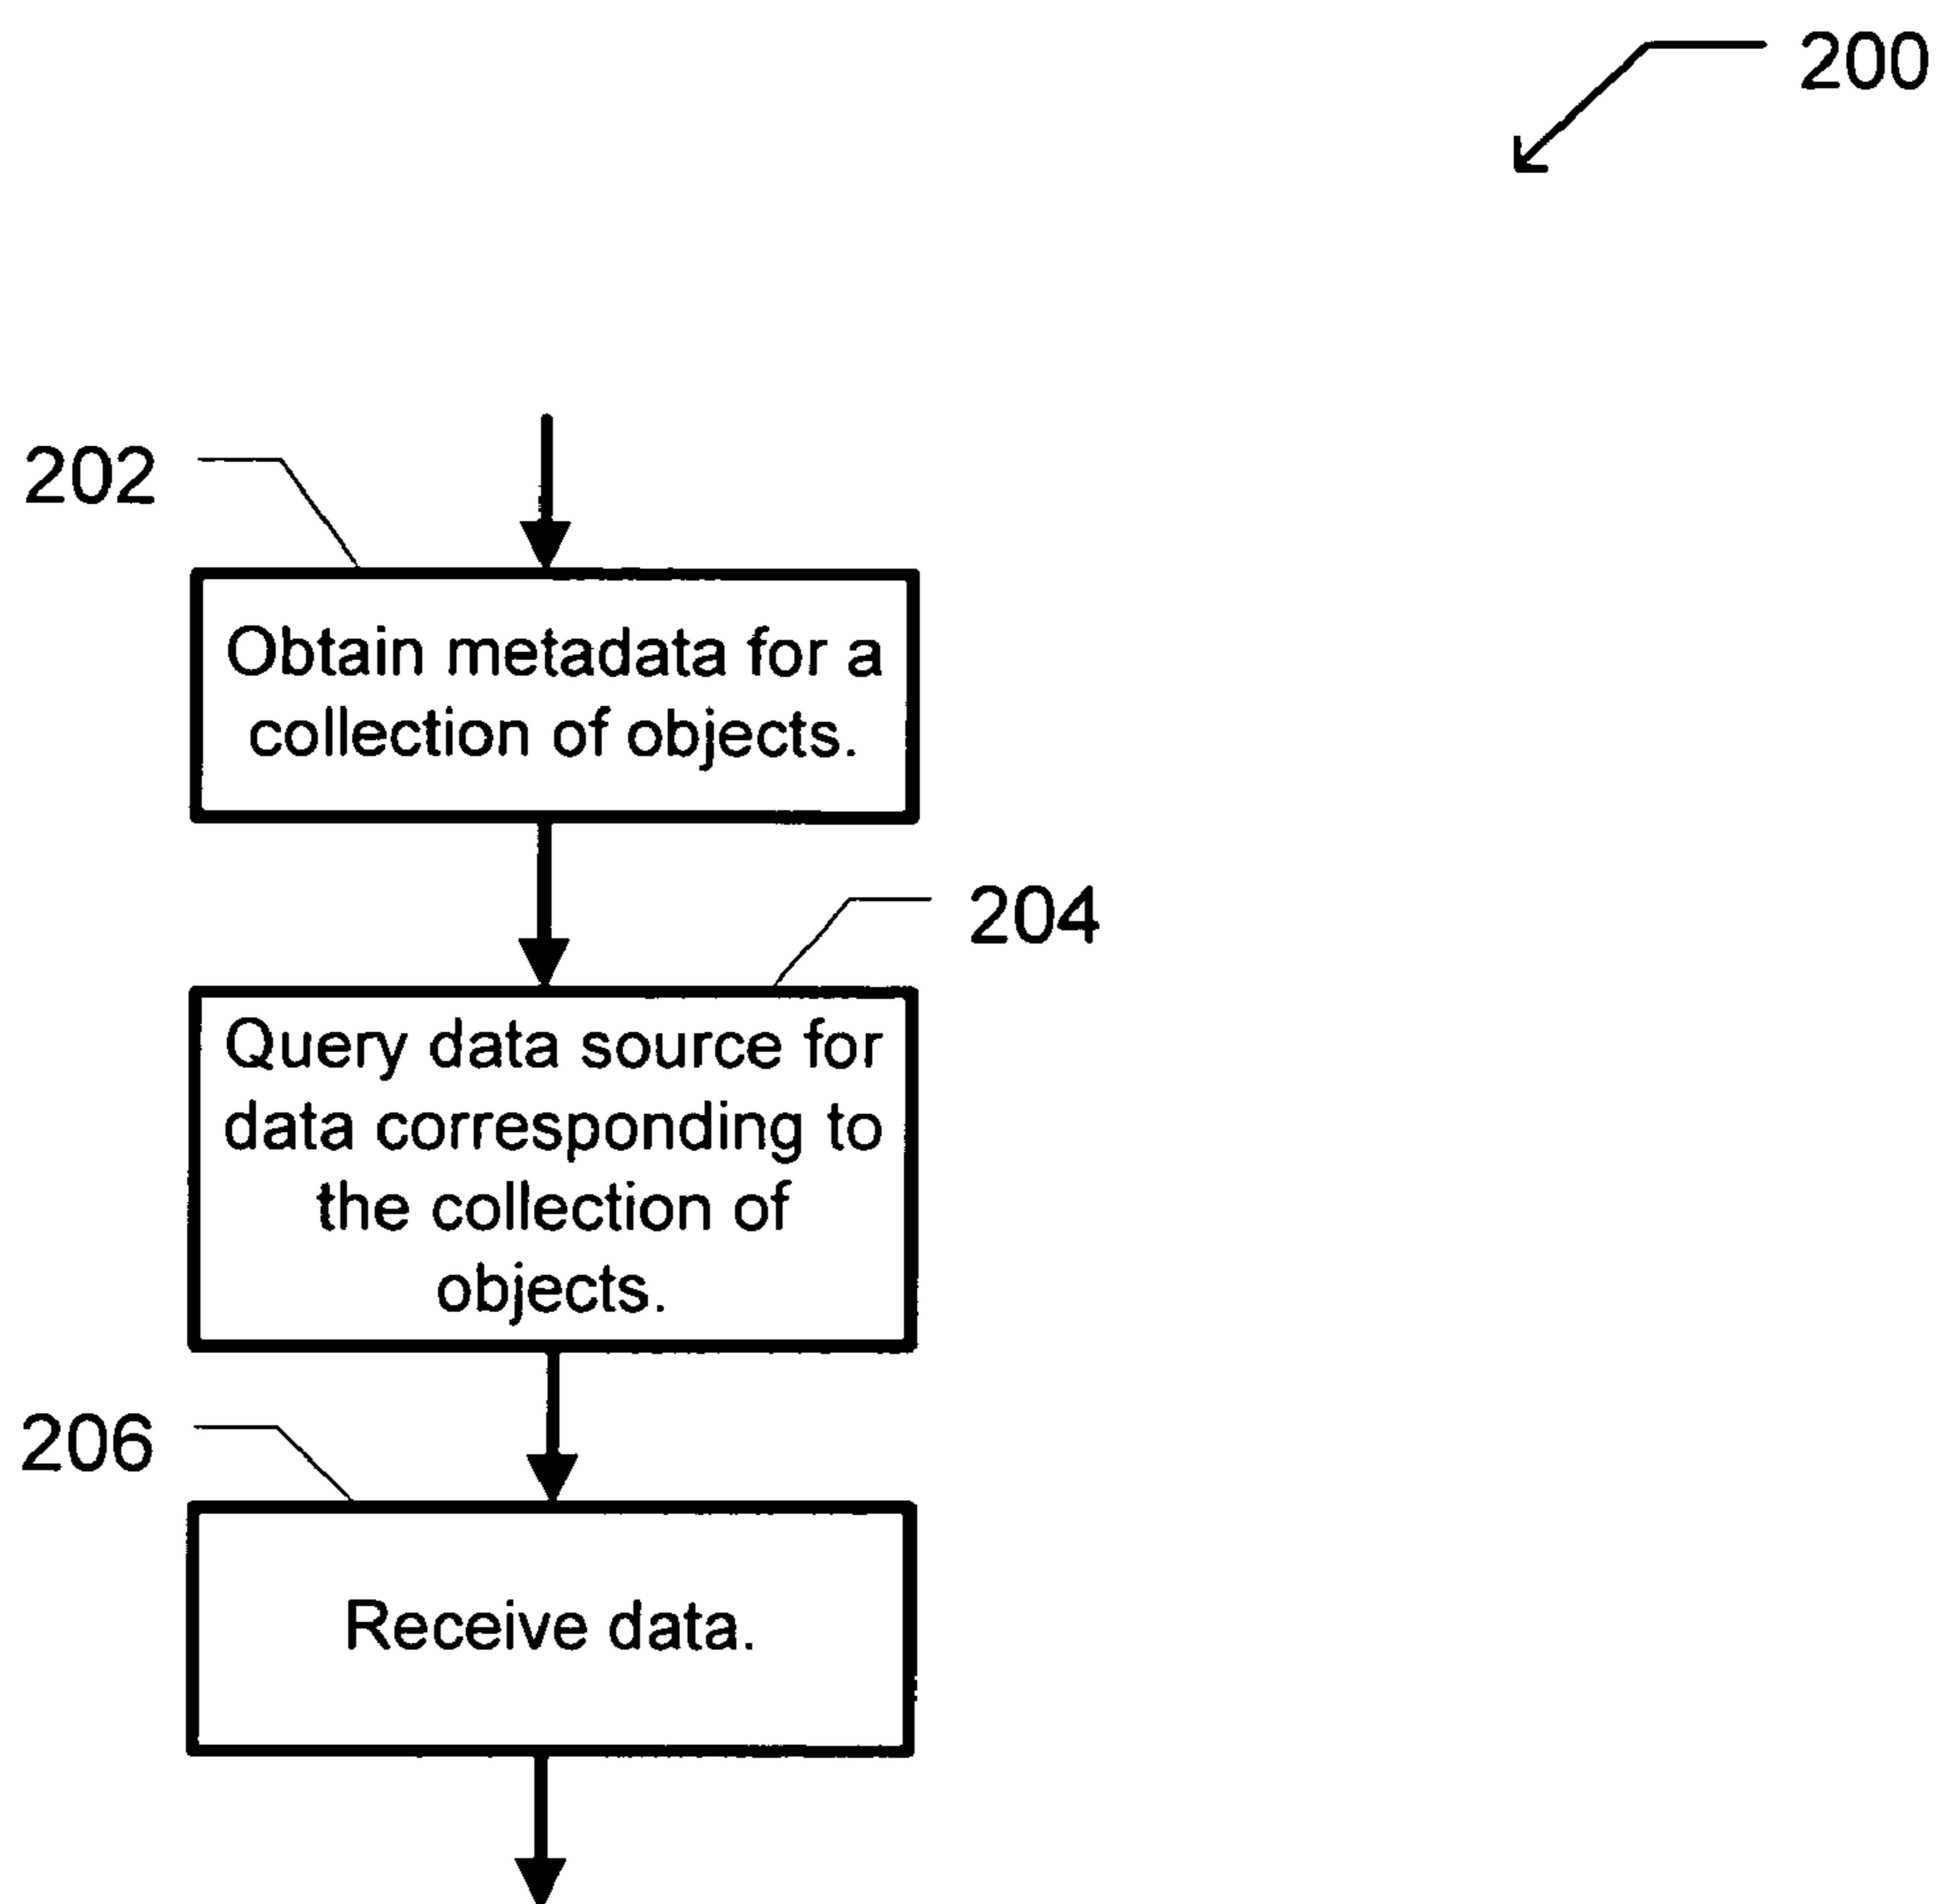 200
202
Obtain metadata for a
collection of objects.
204
Query data source for
data corresponding to
the collection of
objects.
206
Receive data.